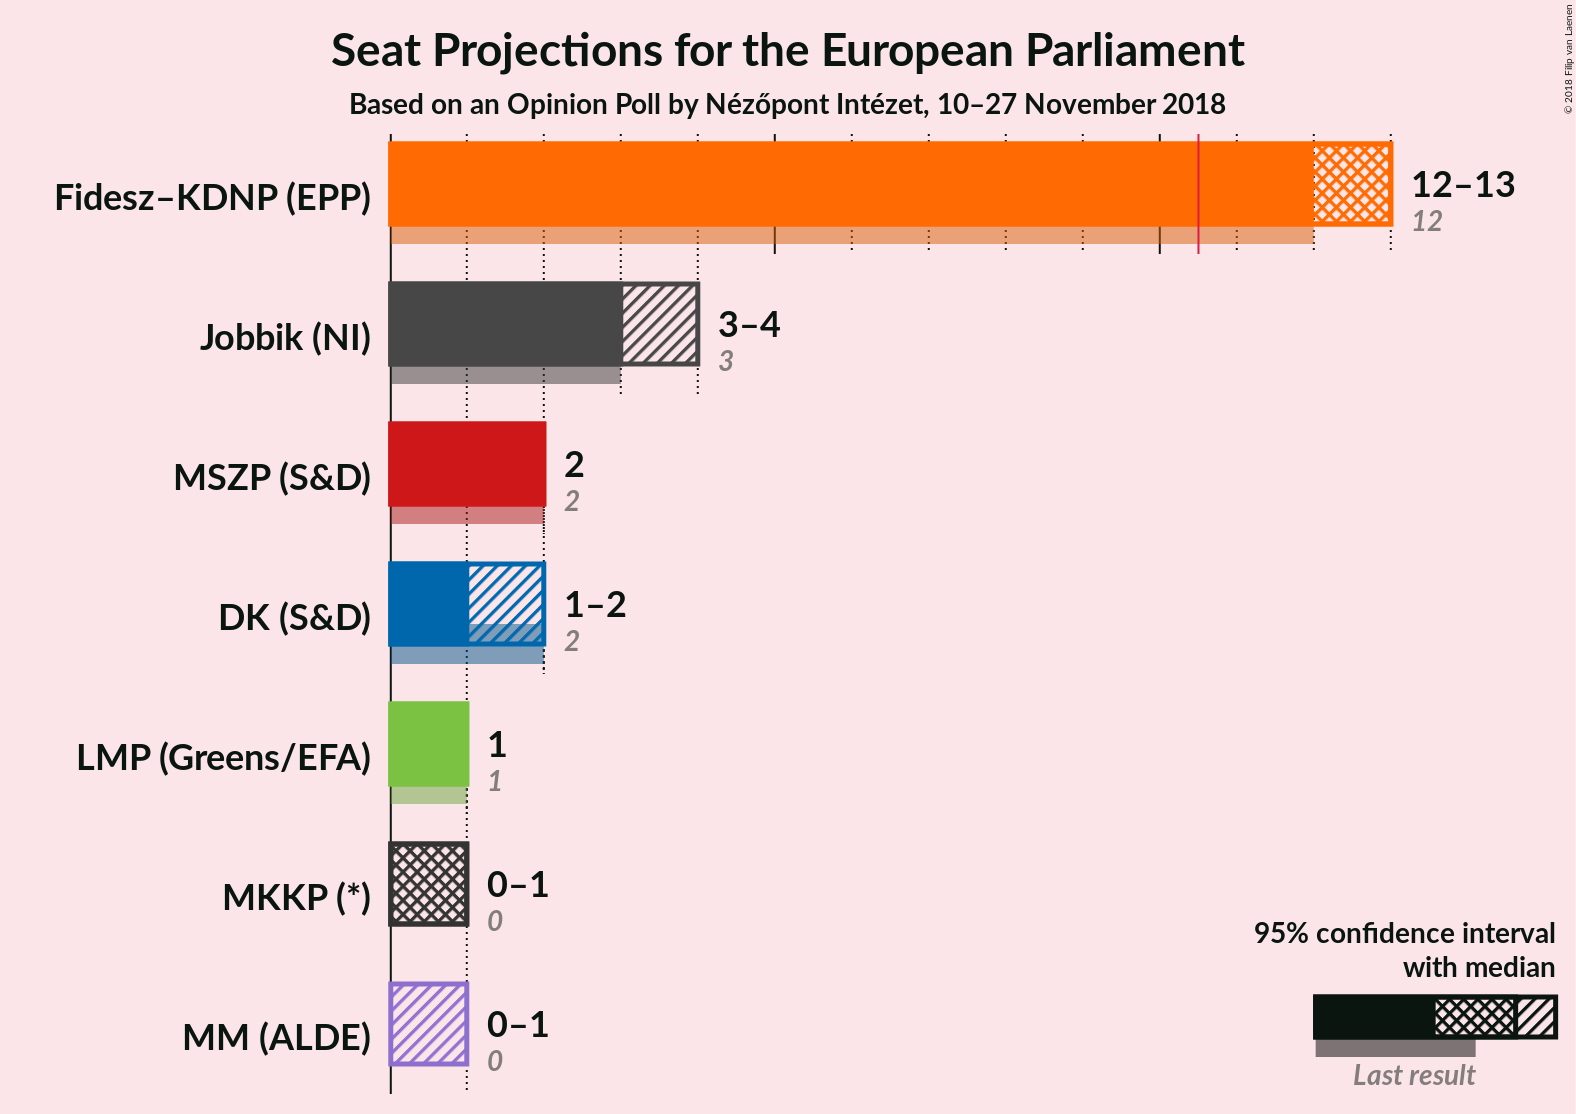 Seat Projections for the European Parliament
Based on an Opinion Poll by Nézőpont Intézet, 10–27 November 2018
© 2018 Filip van Laenen
Fidesz–KDNP (EPP)
12–13
12
Jobbik (NI)
3–4
3
MSZP (S&D)
2
2
DK (S&D)
1–2
2
LMP (Greens/EFA)
1
1
MKKP (*)
0–1
0
MM (ALDE)
0–1
0
95% confidence interval
with median
Last result